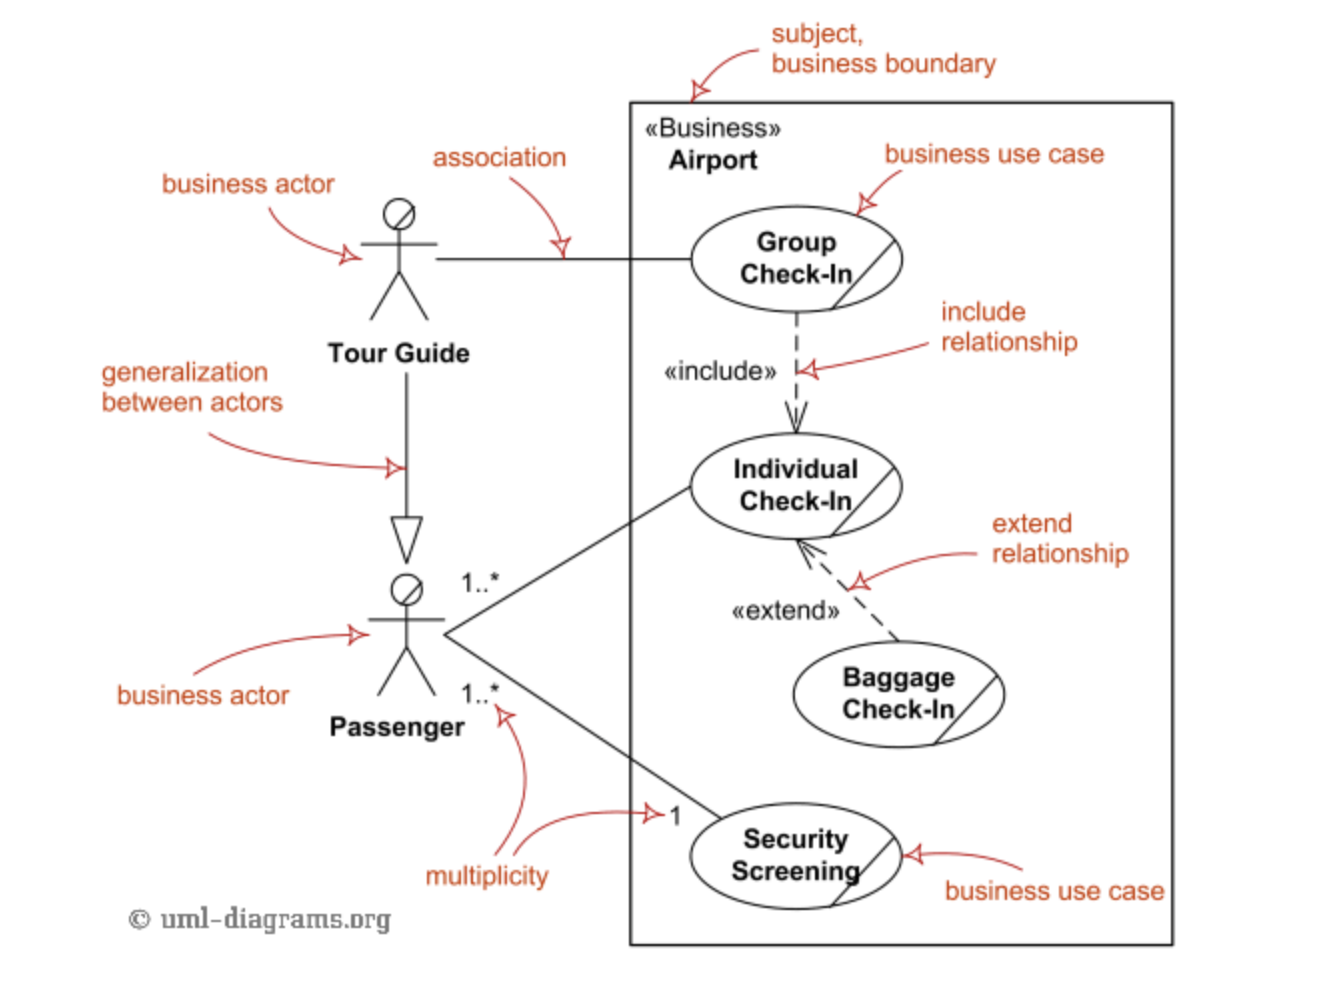 subject,
business boundary
«Business»
Airport
business use case
association
business actor
Group
Check-In
include
relationship
Tour Guide
«include»
generalization
between actors
Individual
Check-In
extend
relationship
1..*
«extend»
Baggage
Check-In
business actor
1..*
Passenger
1
Security
Screening
multiplicity
business use case
© uml-diagrams.org